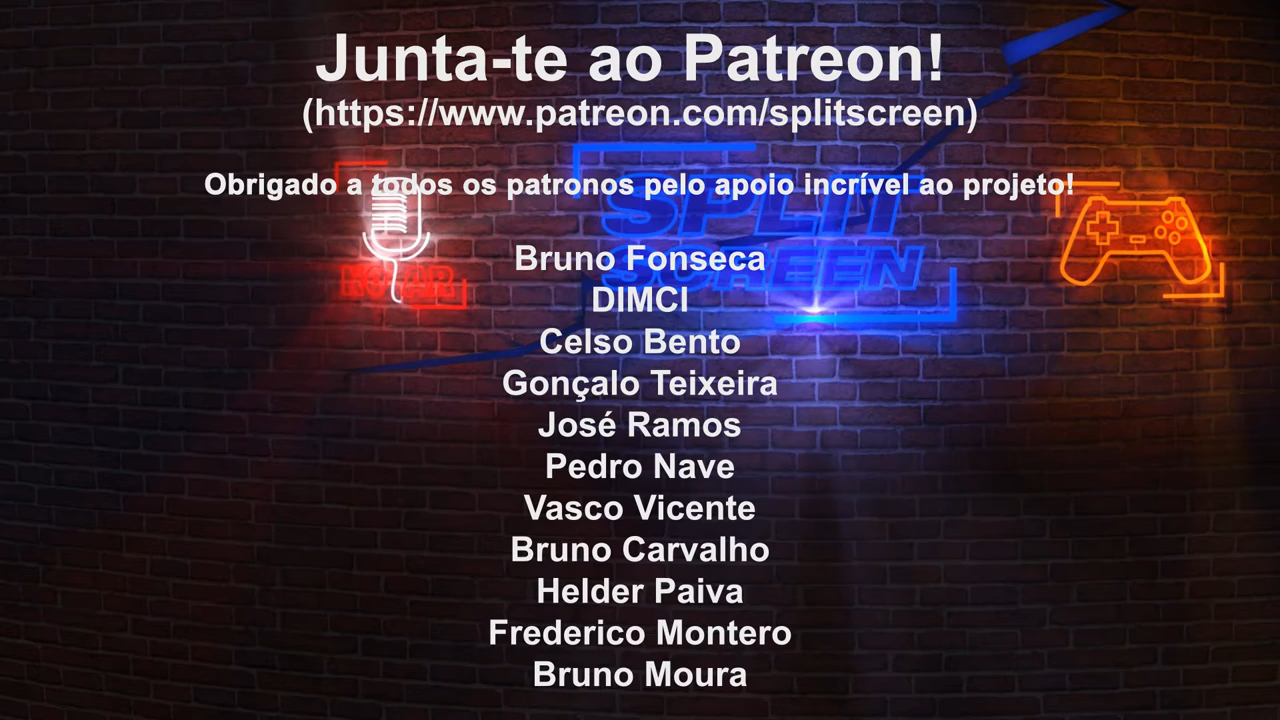 Junta-te ao Patreon!
(https://www.patreon.com/splitscreen)
Obrigado a todos os patronos pelo apoio incrível ao projeto!
SPLIT
SCREEN
Bruno Fonseca
DIMCI
Celso Bento
Gonçalo Teixeira
José Ramos
Pedro Nave
Vasco Vicente
Bruno Carvalho
Helder Paiva
Frederico Montero
Bruno Moura